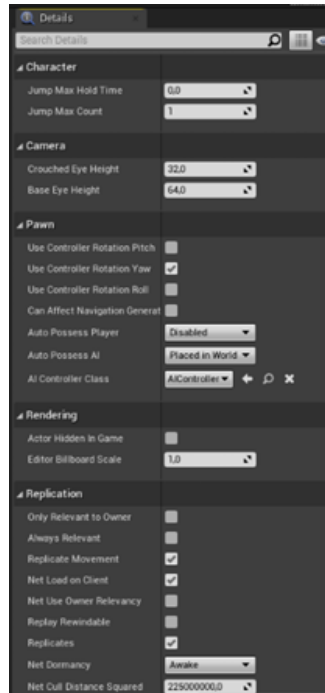 Details
Search Details
Character
Jump Max Hold Time 0,0
Jump Max Count 1
Camera
Crouched Eye Height 32,0
Base Eye Height 64,0
Pawn
Use Controller Rotation Pitch
Use Controller Rotation Yaw
Use Controller Rotation Roll
Can Affect Navigation Generat
Auto Possess Player Disabled
Auto Possess AI Placed in World
AI Controller Class AIController
Rendering
Actor Hidden In Game
Editor Billboard Scale 1,0
Replication
Only Relevant to Owner
Always Relevant
Replicate Movement
Net Load on Client
Net Use Owner Relevancy
Replay Rewindable
Replicates
Net Dormancy Awake
Net Cull Distance Squared 225000000,0